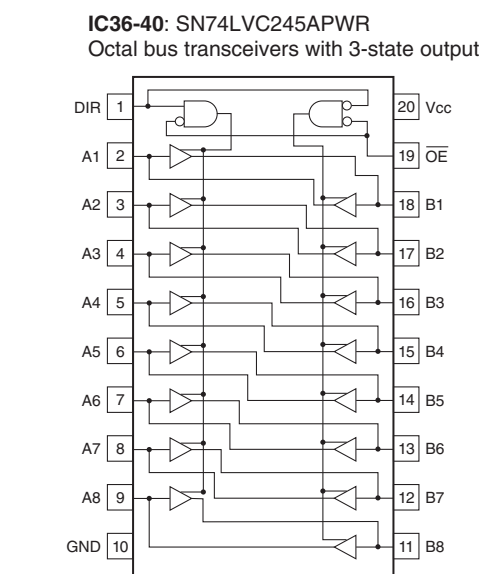 IC36-40: SN74LVC245APWR
Octal bus transceivers with 3-state output
DIR 1
20 Vcc
A1 2
19 OE
A2 3
18 B1
A3 4
17 B2
A4 5
16 B3
A5 6
15 B4
A6 7
14 B5
A7 8
13 B6
A8 9
12 B7
GND 10
11 B8